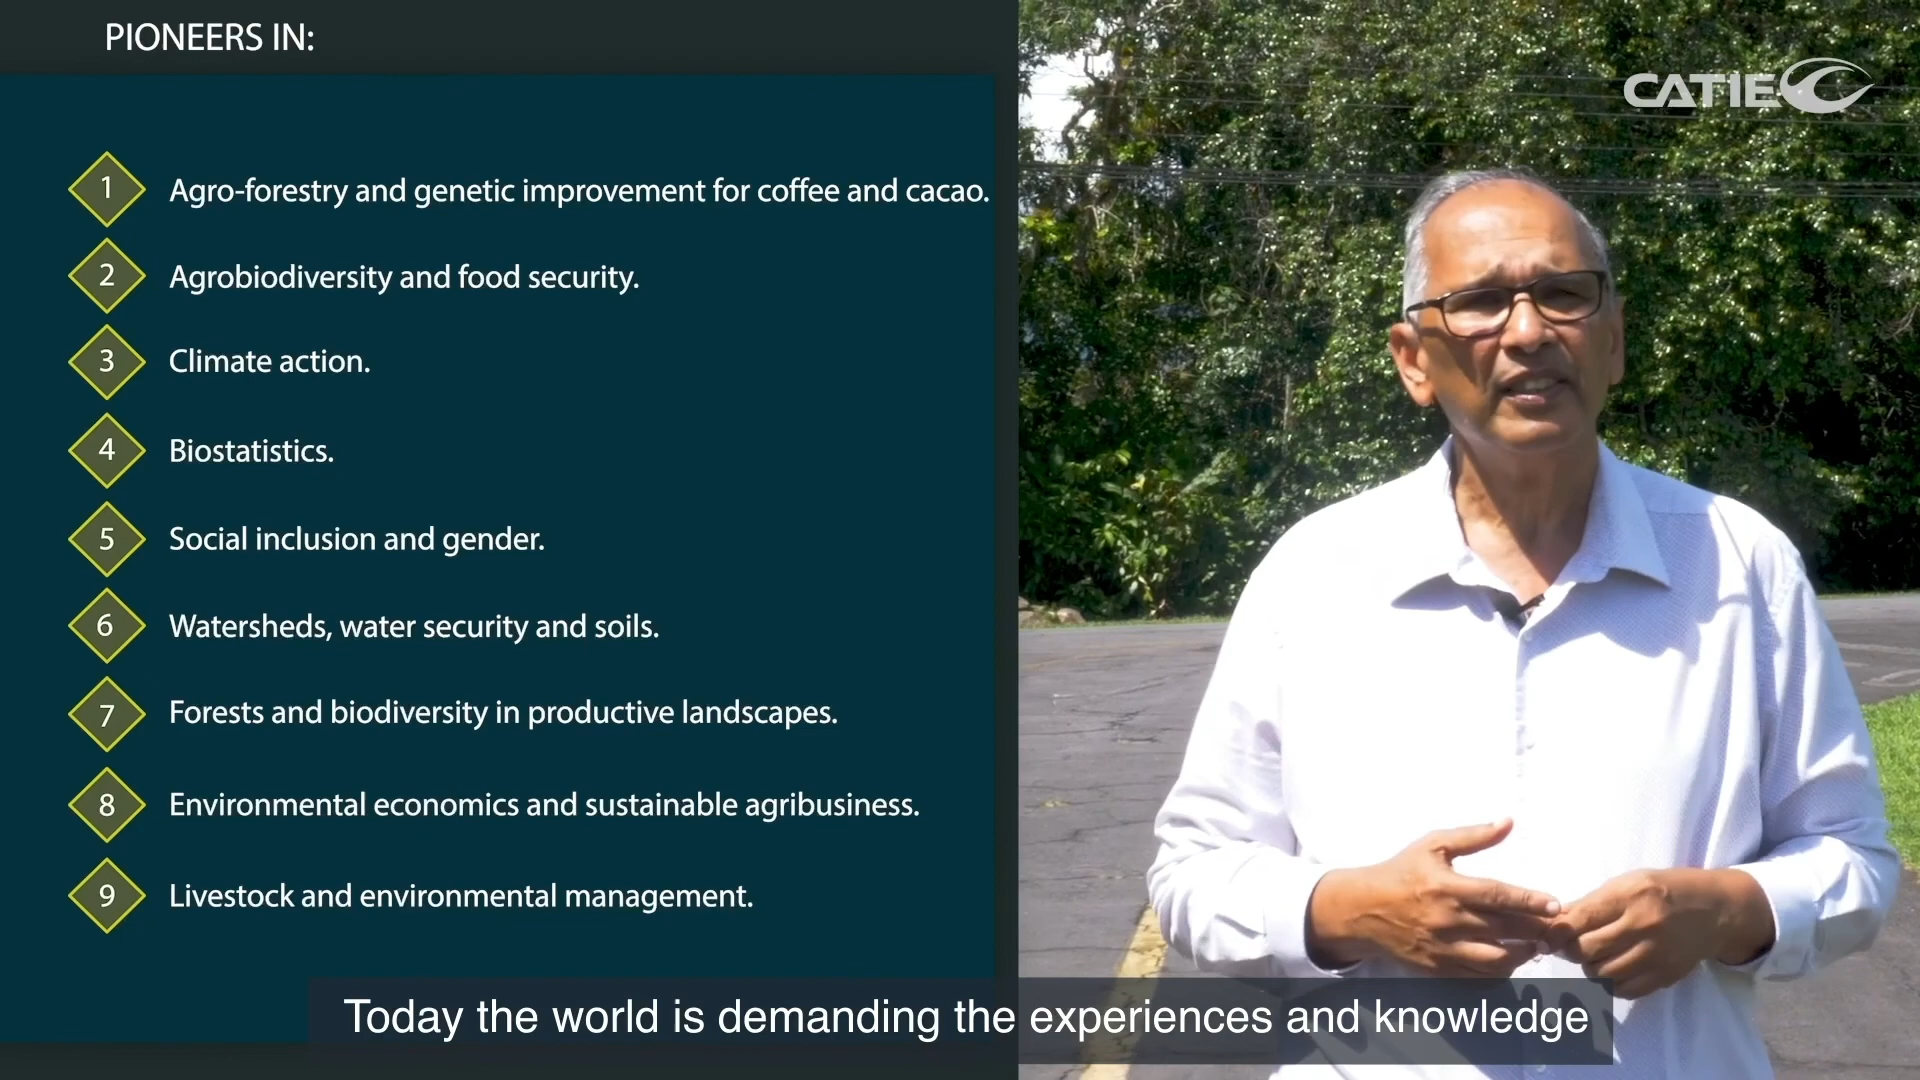 PIONEERS IN:
CATIE
1 Agro-forestry and genetic improvement for coffee and cacao.
2 Agrobiodiversity and food security.
3 Climate action.
4 Biostatistics.
5 Social inclusion and gender.
6 Watersheds, water security and soils.
7 Forests and biodiversity in productive landscapes.
8 Environmental economics and sustainable agribusiness.
9 Livestock and environmental management.
Today the world is demanding the experiences and knowledge